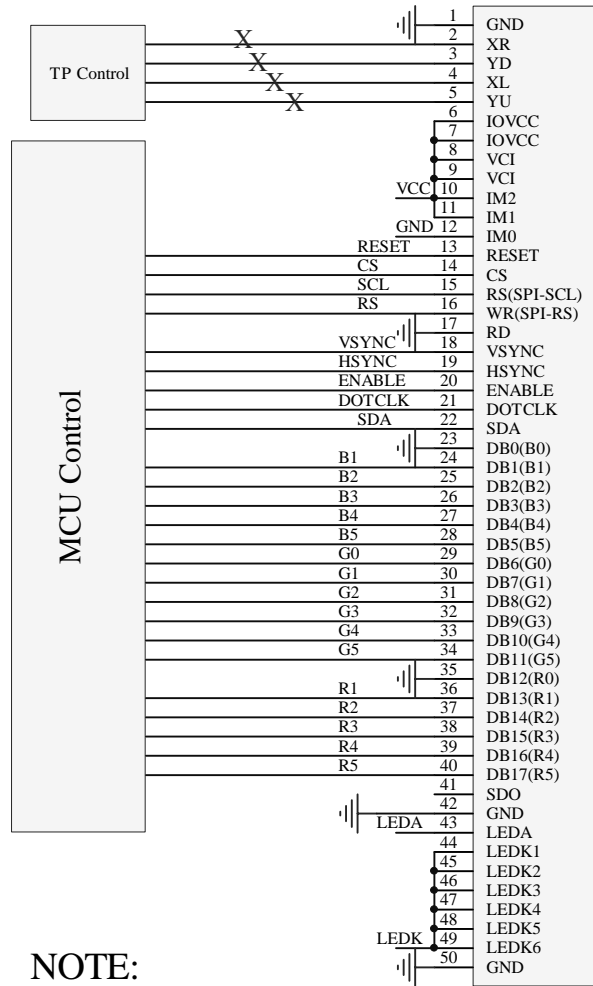 TP Control
MCU Control
1 GND
2 XR
X
3 YD
X
4 XL
X
5 YU
X
6 IOVCC
7 IOVCC
8 VCI
9 VCI
VCC 10 IM2
11 IM1
GND 12 IM0
RESET 13 RESET
CS 14 CS
SCL 15 RS(SPI-SCL)
RS 16 WR(SPI-RS)
17 RD
VSYNC 18 VSYNC
HSYNC 19 HSYNC
ENABLE 20 ENABLE
DOTCLK 21 DOTCLK
SDA 22 SDA
23 DB0(B0)
B1 24 DB1(B1)
B2 25 DB2(B2)
B3 26 DB3(B3)
B4 27 DB4(B4)
B5 28 DB5(B5)
G0 29 DB6(G0)
G1 30 DB7(G1)
G2 31 DB8(G2)
G3 32 DB9(G3)
G4 33 DB10(G4)
G5 34 DB11(G5)
35 DB12(R0)
R1 36 DB13(R1)
R2 37 DB14(R2)
R3 38 DB15(R3)
R4 39 DB16(R4)
R5 40 DB17(R5)
41 SDO
42 GND
LEDA 43 LEDA
44 LEDK1
45 LEDK2
46 LEDK3
47 LEDK4
48 LEDK5
LEDK 49 LEDK6
50 GND
NOTE: